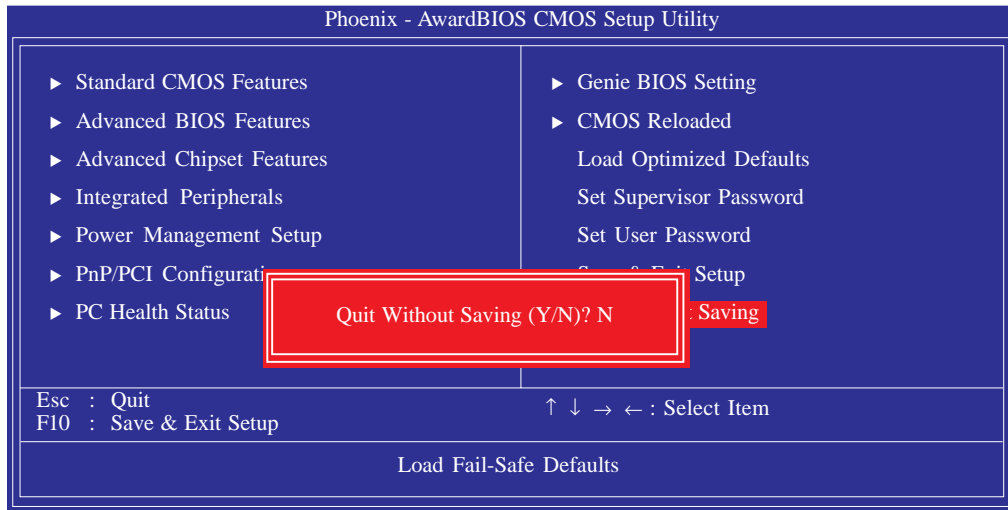 Phoenix - AwardBIOS CMOS Setup Utility
▶ Standard CMOS Features
▶ Advanced BIOS Features
▶ Advanced Chipset Features
▶ Integrated Peripherals
▶ Power Management Setup
▶ PnP/PCI
▶ PC Health Status
▶ Genie BIOS Setting
▶ CMOS Reloaded
Load Optimized Defaults
Set Supervisor Password
Set User Password
Setup
Saving
Quit Without Saving (Y/N)? N
Esc : Quit
F10 : Save & Exit Setup
↑ ↓ → ← : Select Item
Load Fail-Safe Defaults